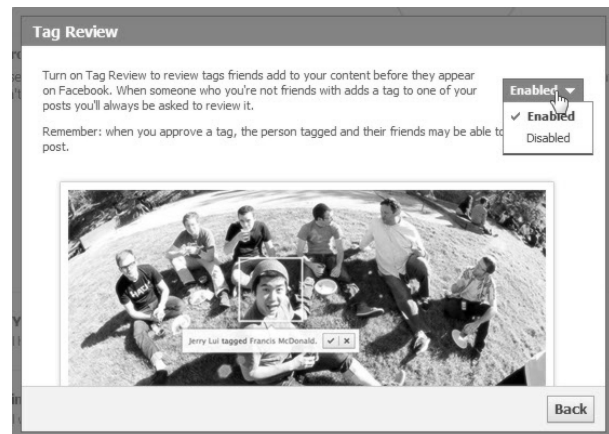 Tag Review
Turn on Tag Review to review tags friends add to your content before they appear
on Facebook. When someone who you're not friends with adds a tag to one of your
posts you'll always be asked to review it.
Enabled
Enabled
Disabled
Remember: when you approve a tag, the person tagged and their friends may be able to
post.
Jerry Lui tagged Francis McDonald.
Back